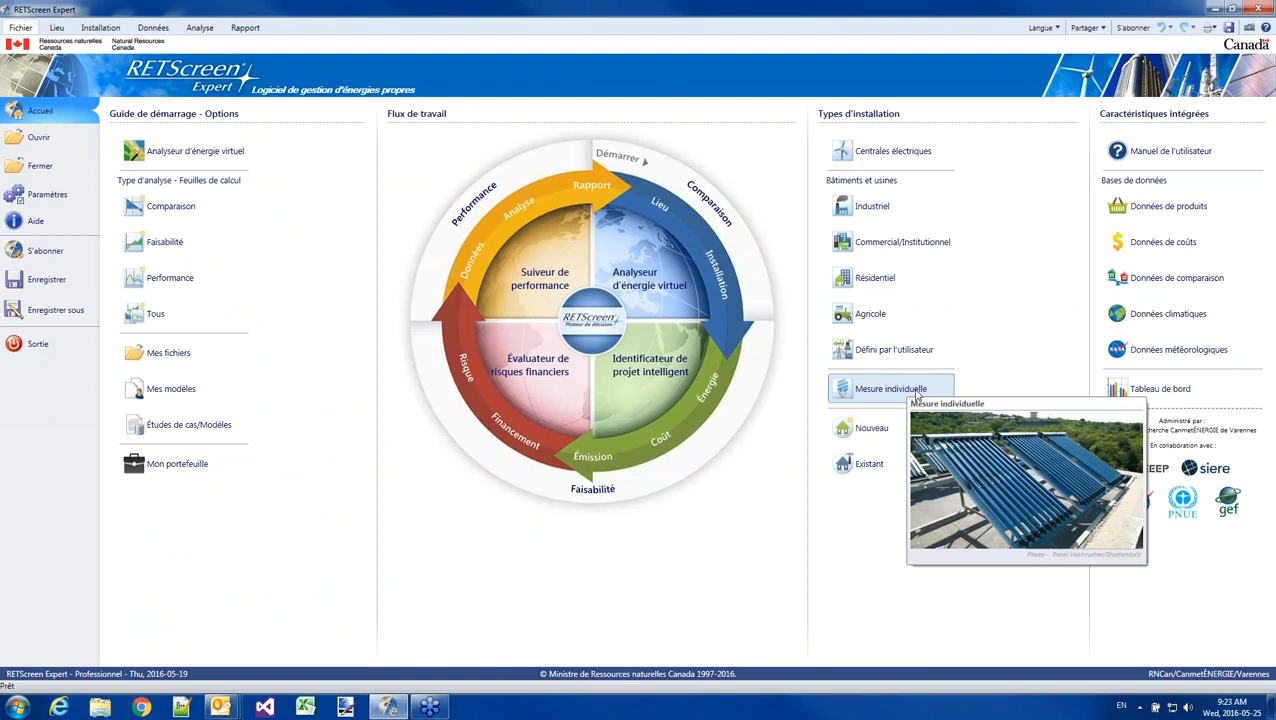 RETScreen Expert
Fichier
Lieu
Installation
Données
Analyse
Rapport
Langue
Partager
S'abonner
Ressources naturelles
Canada
Natural Resources
Canada
Canada
RETScreen
Expert
Logiciel de gestion d'énergies propres
Accueil
Ouvrir
Fermer
Paramètres
Aide
S'abonner
Enregistrer
Enregistrer sous
Sortie
Guide de démarrage - Options
Analyseur d'énergie virtuel
Type d'analyse - Feuilles de calcul
Comparaison
Faisabilité
Performance
Tous
Mes fichiers
Mes modèles
Études de cas/Modèles
Mon portefeuille
Flux de travail
Démarrer
Performance
Comparaison
Faisabilité
Rapport
Lieu
Installation
Énergie
Coût
Émission
Financement
Risque
Données
Analyse
Suiveur de
performance
Analyseur
d'énergie virtuel
RETScreen
Moteur de décision
Évaluateur de
risques financiers
Identificateur de
projet intelligent
Types d'installation
Centrales électriques
Bâtiments et usines
Industriel
Commercial/Institutionnel
Résidentiel
Agricole
Défini par l'utilisateur
Mesure individuelle
Nouveau
Existant
Mesure individuelle
Photo - Pavel Vakhrushev/Shutterstock
Caractéristiques intégrées
Manuel de l'utilisateur
Bases de données
Données de produits
Données de coûts
Données de comparaison
Données climatiques
Données météorologiques
Tableau de bord
Administré par :
cherche CanmetÉNERGIE de Varennes
En collaboration avec :
EEP
siere
PNUE
gef
RETScreen Expert - Professionnel - Thu, 2016-05-19
© Ministre de Ressources naturelles Canada 1997-2016.
RNCan/CanmetÉNERGIE/Varennes
Prêt
EN
9:23 AM
Wed, 2016-05-25